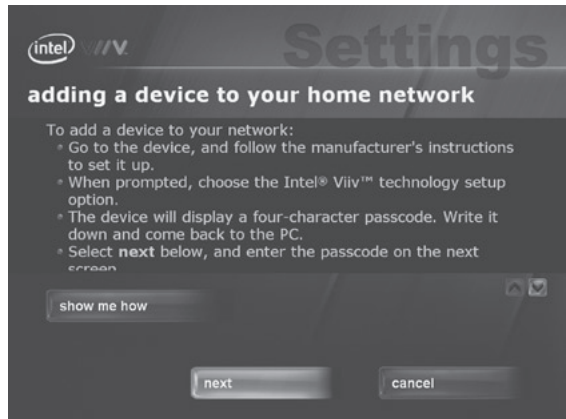 intel VIIV Settings
adding a device to your home network
To add a device to your network:
• Go to the device, and follow the manufacturer's instructions
to set it up.
• When prompted, choose the Intel® Viiv™ technology setup
option.
• The device will display a four-character passcode. Write it
down and come back to the PC.
• Select next below, and enter the passcode on the next
screen
show me how
next cancel